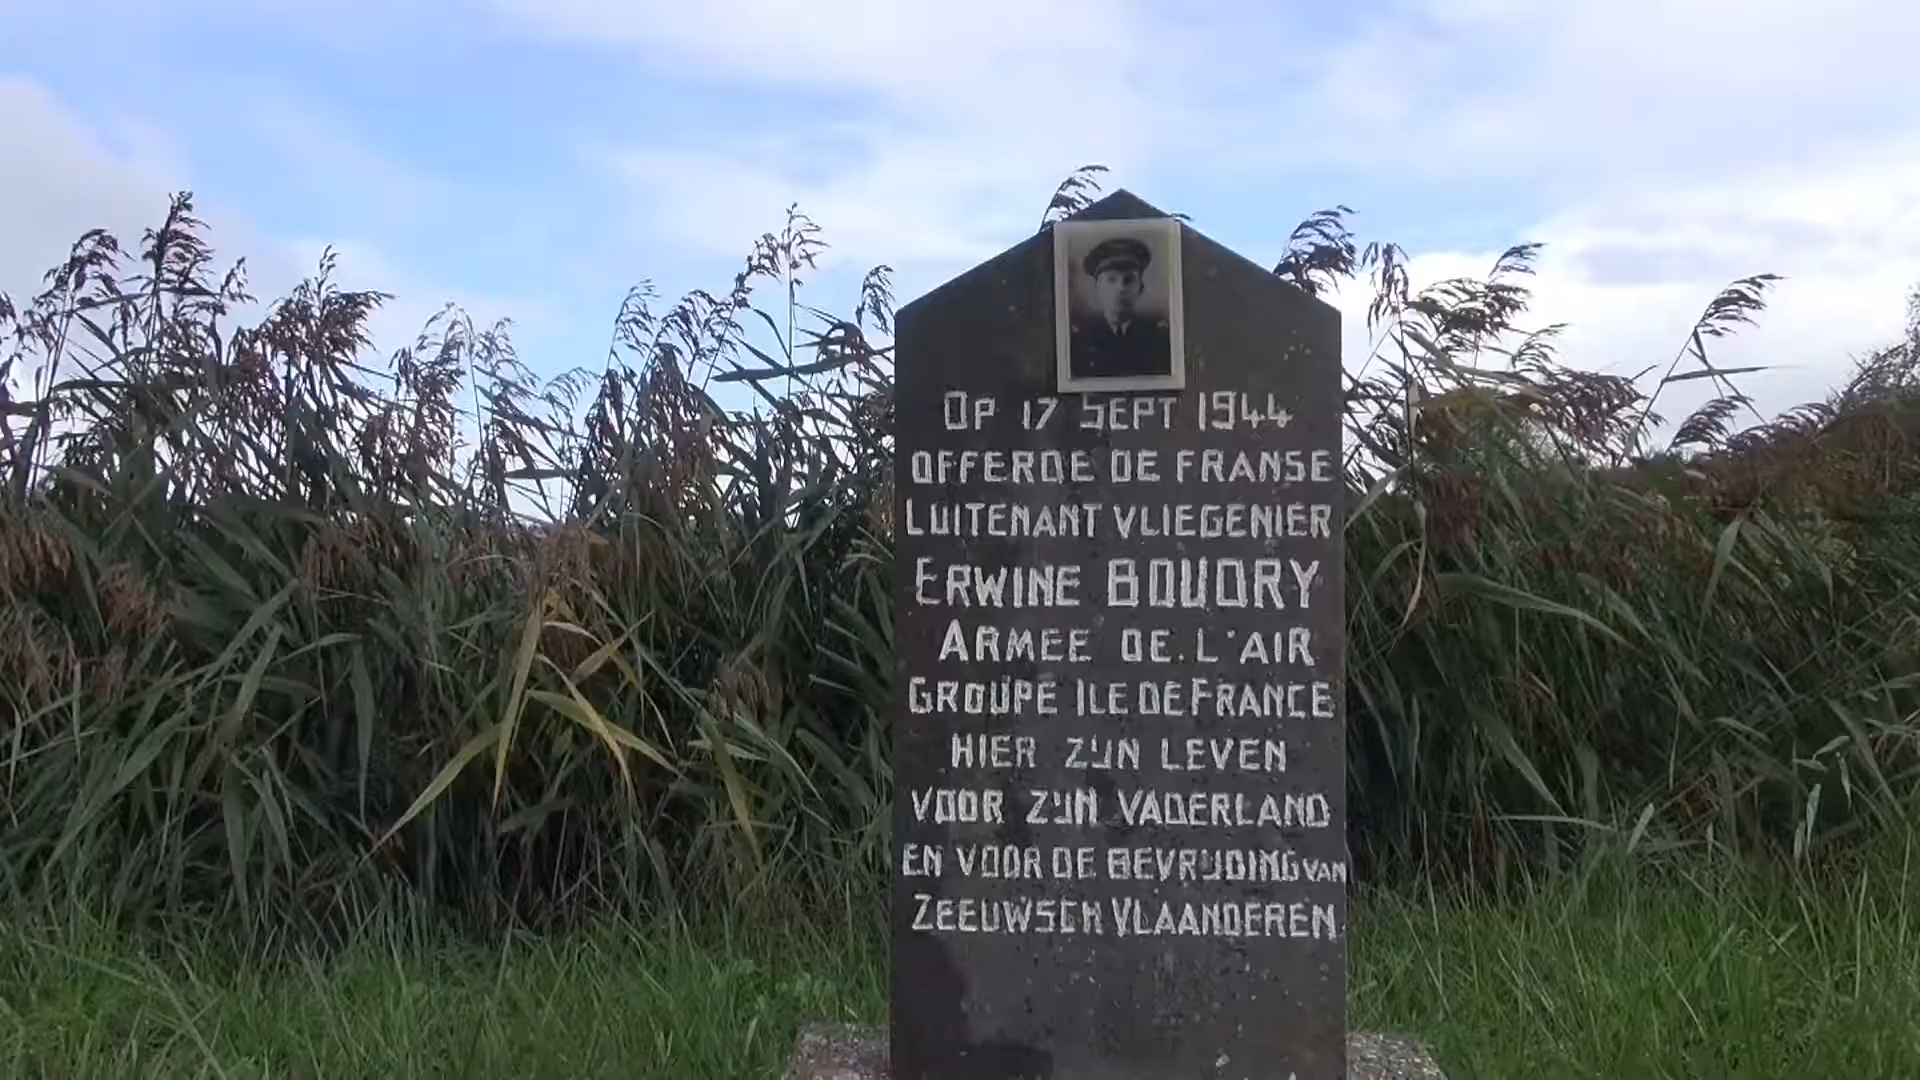 OP 17 SEPT 1944
OFFERDE DE FRANSE
LUITENANT VLIEGENIER
ERWINE BOUORY
ARMEE DE L'AIR
GROUPE ILE DE FRANCE
HIER ZIJN LEVEN
VOOR ZIJN VADERLAND
EN VOOR DE BEVRIJDING VAN
ZEEUWSCH VLAANDEREN